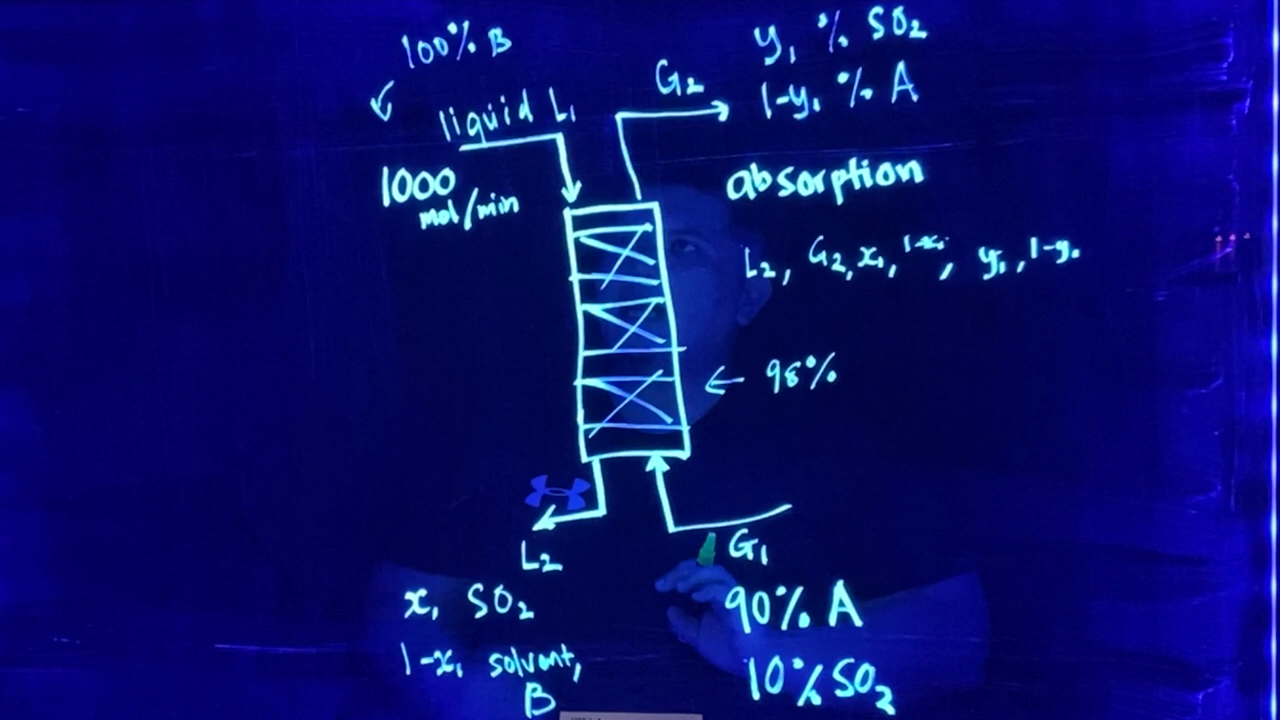 100% B
liquid L₁
1000
mol/min
G₂
y₁ % SO₂
1-y₁ % A
absorption
L₂, G₂, x₁, 1-x₁, y₁, 1-y₁
← 98%
L₂
x₁ SO₂
1-x₁ solvent,
B
G₁
90% A
10% SO₂